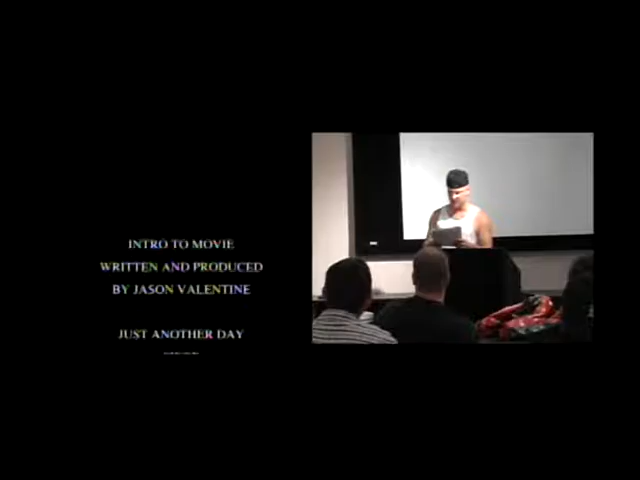 INTRO TO MOVIE
WRITTEN AND PRODUCED
BY JASON VALENTINE
JUST ANOTHER DAY